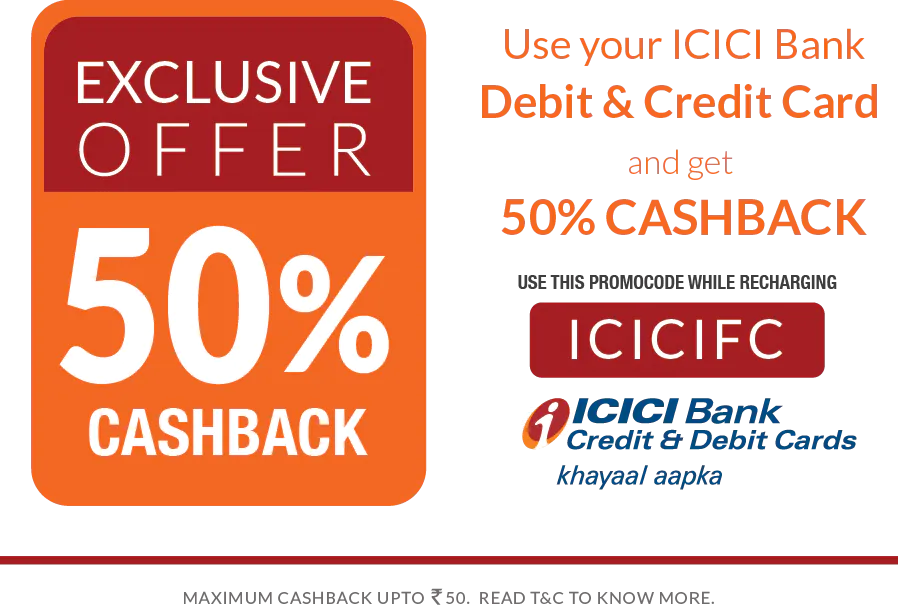 EXCLUSIVE
OFFER
50%
CASHBACK
Use your ICICI Bank
Debit & Credit Card
and get
50% CASHBACK
USE THIS PROMOCODE WHILE RECHARGING
ICICIFC
i ICICI Bank
Credit & Debit Cards
khayaal aapka
MAXIMUM CASHBACK UPTO ₹ 50. READ T&C TO KNOW MORE.